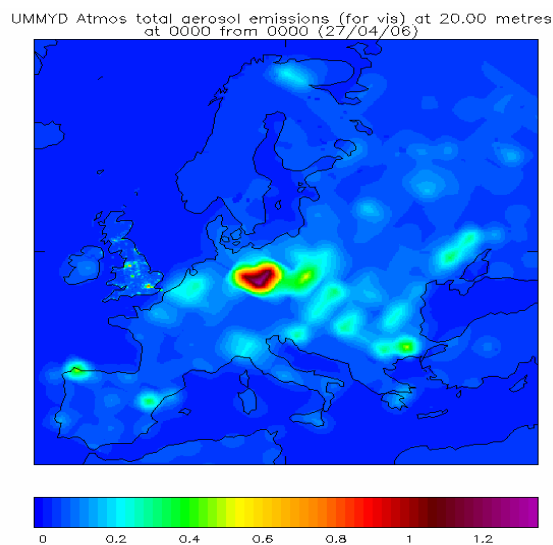 UMMYD Atmos total aerosol emissions (for vis) at 20.00 metres
at 0000 from 0000 (27/04/06)
0 0.2 0.4 0.6 0.8 1 1.2